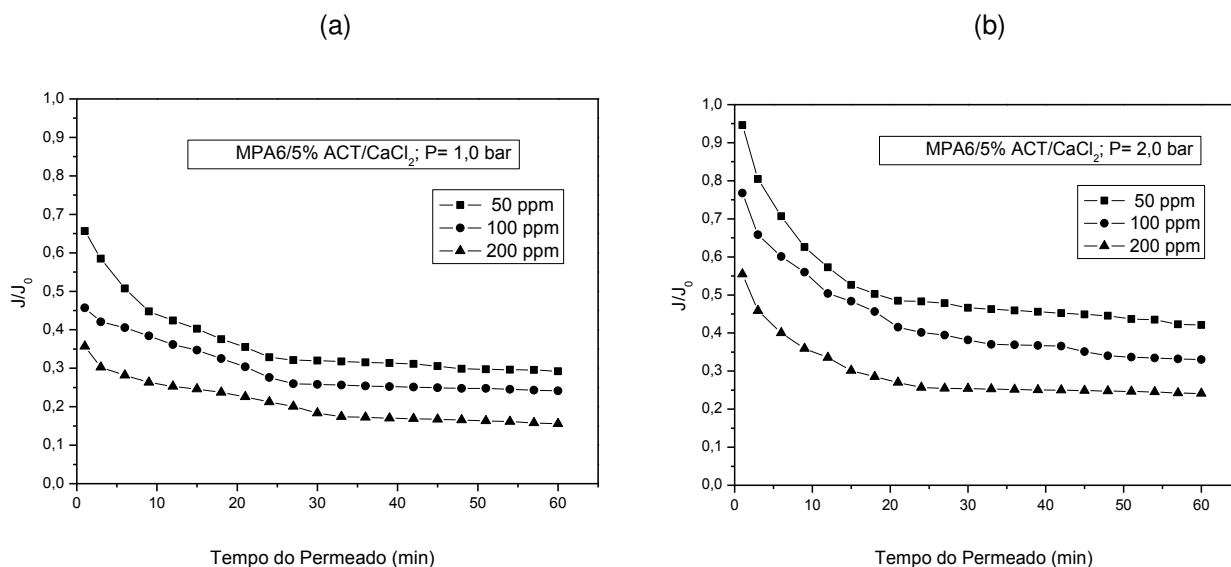 (a)
(b)
MPA6/5% ACT/CaCl₂; P= 1,0 bar
50 ppm
100 ppm
200 ppm
J/J₀
1,0
0,9
0,8
0,7
0,6
0,5
0,4
0,3
0,2
0,1
0,0
0 10 20 30 40 50 60
Tempo do Permeado (min)
MPA6/5% ACT/CaCl₂; P= 2,0 bar
50 ppm
100 ppm
200 ppm
J/J₀
1,0
0,9
0,8
0,7
0,6
0,5
0,4
0,3
0,2
0,1
0,0
0 10 20 30 40 50 60
Tempo do Permeado (min)